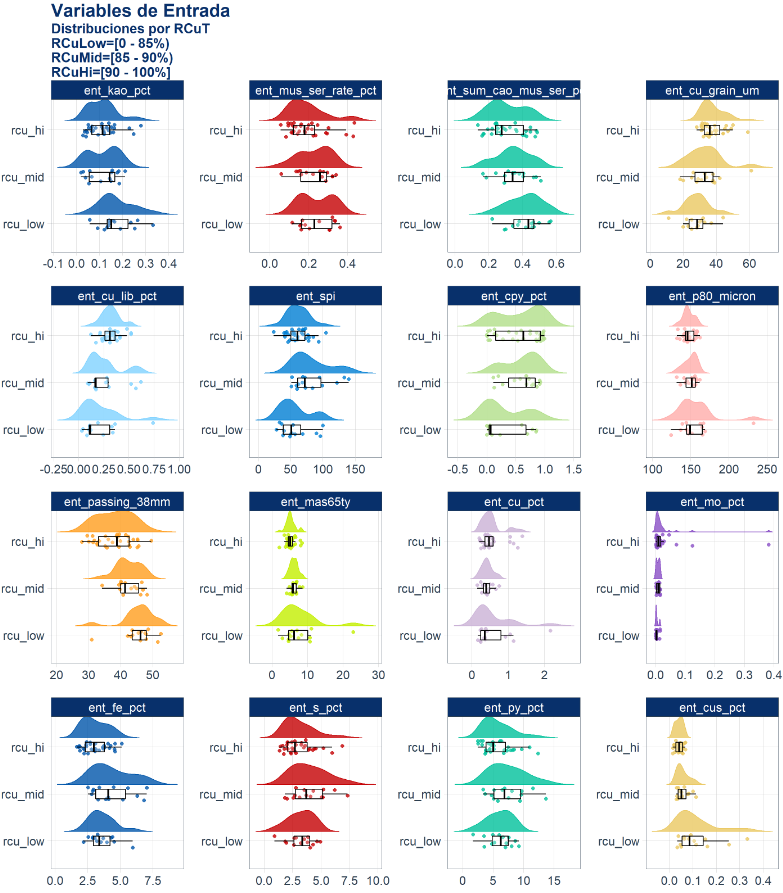 Variables de Entrada
Distribuciones por RCuT
RCuLow=[0 - 85%)
RCuMid=[85 - 90%)
RCuHi=[90 - 100%]
ent_kao_pct
ent_mus_ser_rate_pct
nt_sum_cao_mus_ser_p
ent_cu_grain_um
rcu_hi
rcu_hi
rcu_hi
rcu_hi
rcu_mid
rcu_mid
rcu_mid
rcu_mid
rcu_low
rcu_low
rcu_low
rcu_low
-0.1 0.0 0.1 0.2 0.3 0.4
0.0 0.2 0.4
0.0 0.2 0.4 0.6
0 20 40 60
ent_cu_lib_pct
ent_spi
ent_cpy_pct
ent_p80_micron
rcu_hi
rcu_hi
rcu_hi
rcu_hi
rcu_mid
rcu_mid
rcu_mid
rcu_mid
rcu_low
rcu_low
rcu_low
rcu_low
-0.25 0.00 0.25 0.50 0.75 1.00
0 50 100 150
-0.5 0.0 0.5 1.0 1.5
100 150 200 250
ent_passing_38mm
ent_mas65ty
ent_cu_pct
ent_mo_pct
rcu_hi
rcu_hi
rcu_hi
rcu_hi
rcu_mid
rcu_mid
rcu_mid
rcu_mid
rcu_low
rcu_low
rcu_low
rcu_low
20 30 40 50
0 10 20 30
0 1 2
0.0 0.1 0.2 0.3 0.4
ent_fe_pct
ent_s_pct
ent_py_pct
ent_cus_pct
rcu_hi
rcu_hi
rcu_hi
rcu_hi
rcu_mid
rcu_mid
rcu_mid
rcu_mid
rcu_low
rcu_low
rcu_low
rcu_low
0.0 2.5 5.0 7.5
0.0 2.5 5.0 7.5 10.0
0 5 10 15
0.0 0.1 0.2 0.3 0.4